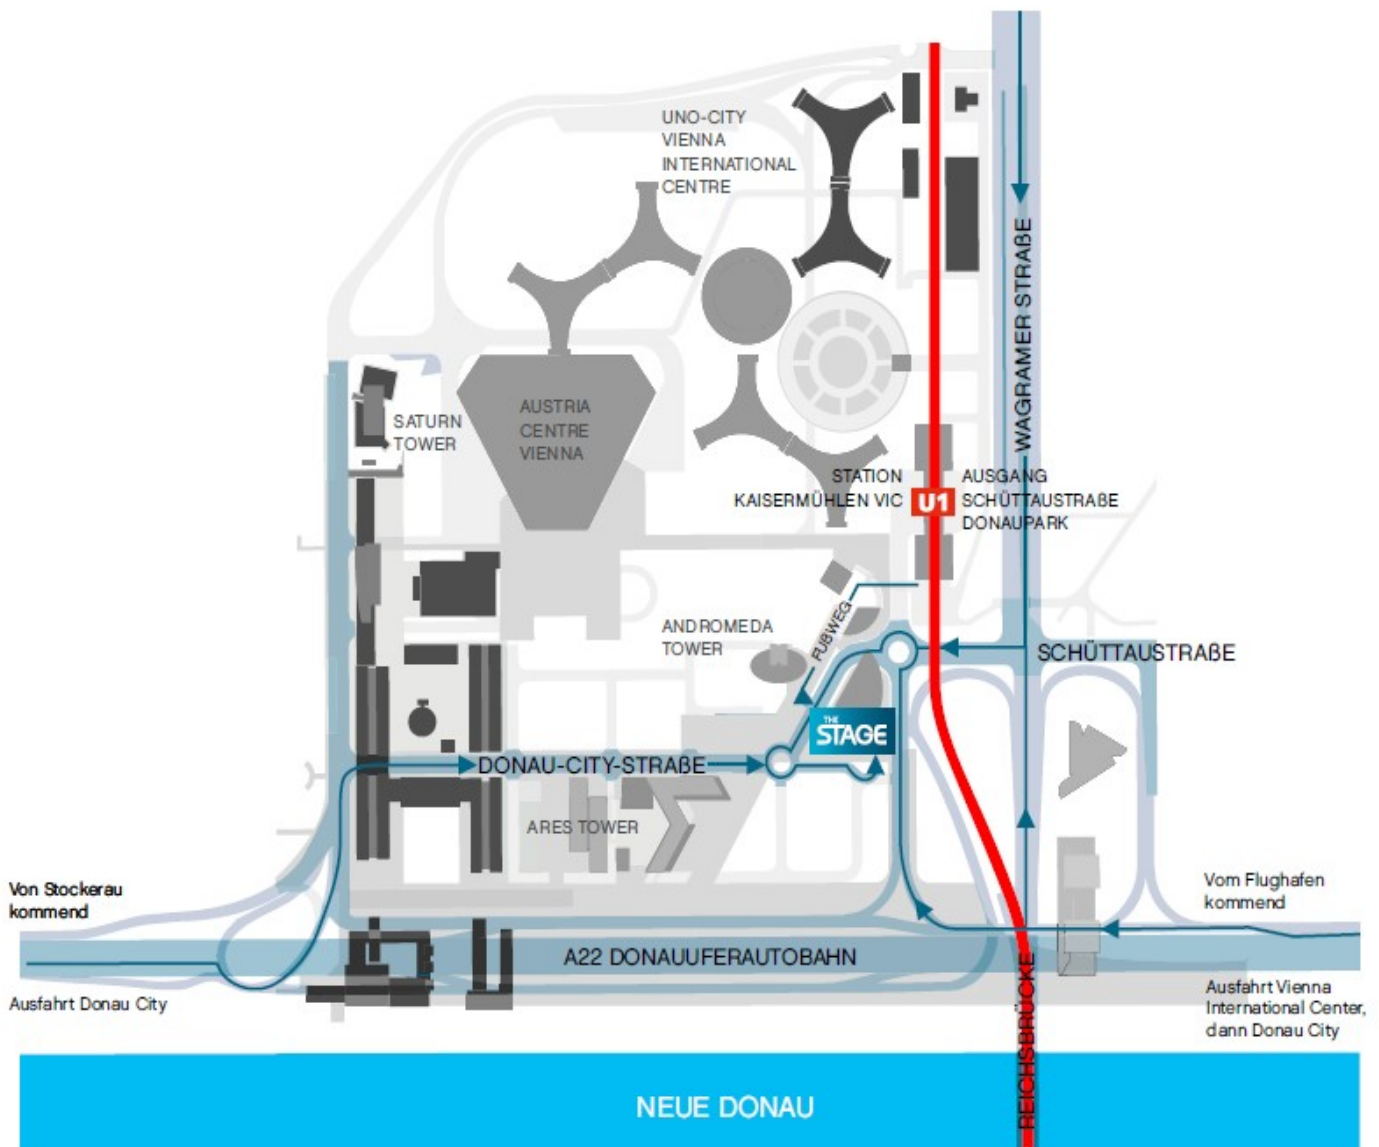 UNO-CITY
VIENNA
INTERNATIONAL
CENTRE
WAGRAMER STRAßE
SATURN
TOWER
AUSTRIA
CENTRE
VIENNA
STATION
KAISERMÜHLEN VIC
U1
AUSGANG
SCHÜTTAUSTRAßE
DONAUPARK
ANDROMEDA
TOWER
FUßWEG
SCHÜTTAUSTRAßE
THE
STAGE
DONAU-CITY-STRAßE
ARES TOWER
Von Stockerau
kommend
Vom Flughafen
kommend
A22 DONAUUFERAUTOBAHN
Ausfahrt Donau City
Ausfahrt Vienna
International Center,
dann Donau City
REICHSBRÜCKE
NEUE DONAU